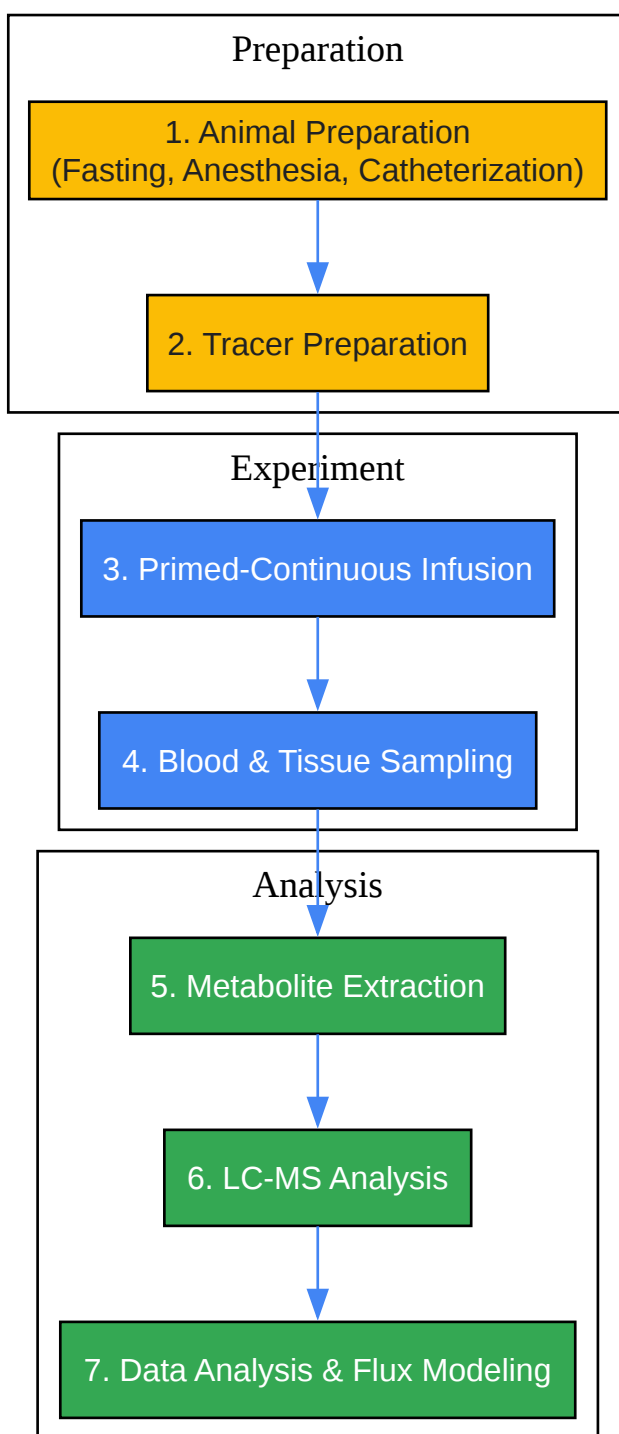 Preparation
1. Animal Preparation
(Fasting, Anesthesia, Catheterization)
2. Tracer Preparation
Experiment
3. Primed-Continuous Infusion
4. Blood & Tissue Sampling
Analysis
5. Metabolite Extraction
6. LC-MS Analysis
7. Data Analysis & Flux Modeling